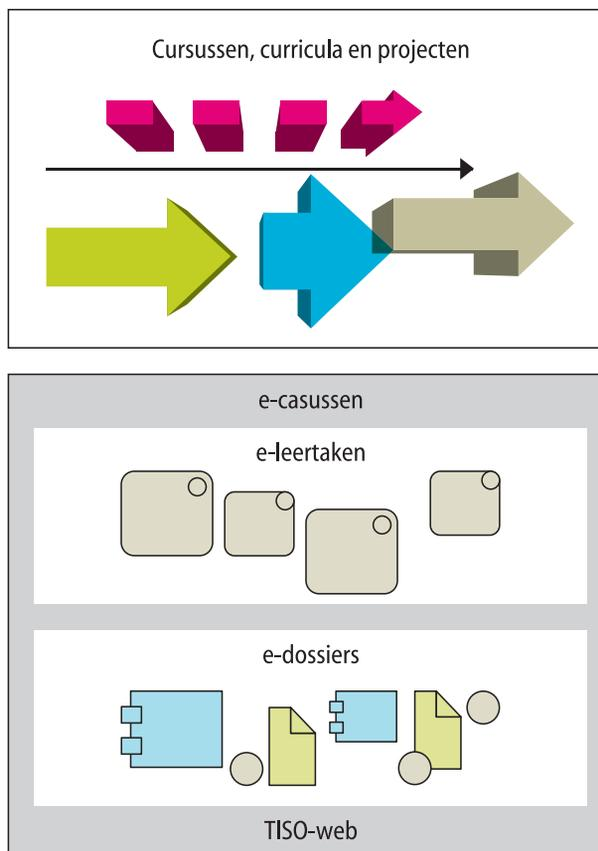 Cursussen, curricula en projecten
e-casussen
e-leertaken
e-dossiers
TISO-web